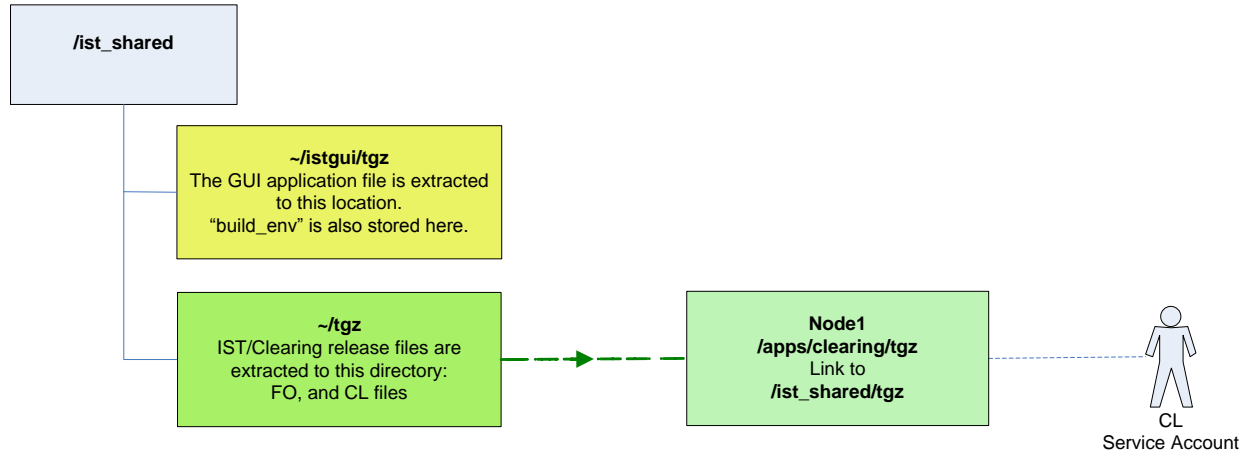 /ist_shared
~/istgui/tgz
The GUI application file is extracted
to this location.
“build_env” is also stored here.
~/tgz
IST/Clearing release files are
extracted to this directory:
FO, and CL files
Node1
/apps/clearing/tgz
Link to
/ist_shared/tgz
CL
Service Account